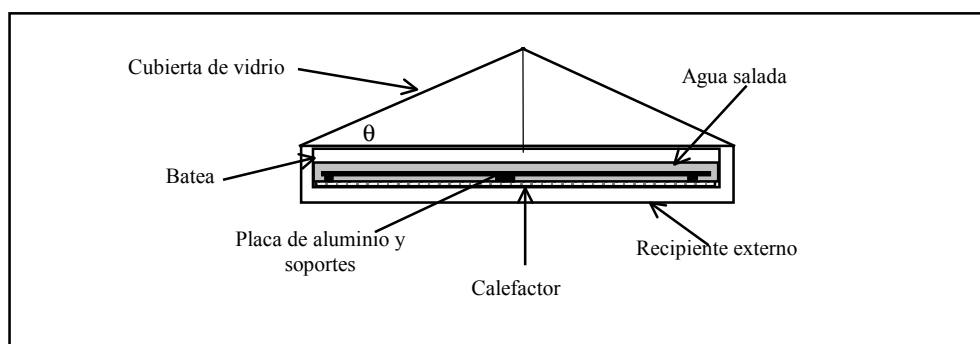 Cubierta de vidrio
Agua salada
θ
Batea
Placa de aluminio y
soportes
Recipiente externo
Calefactor